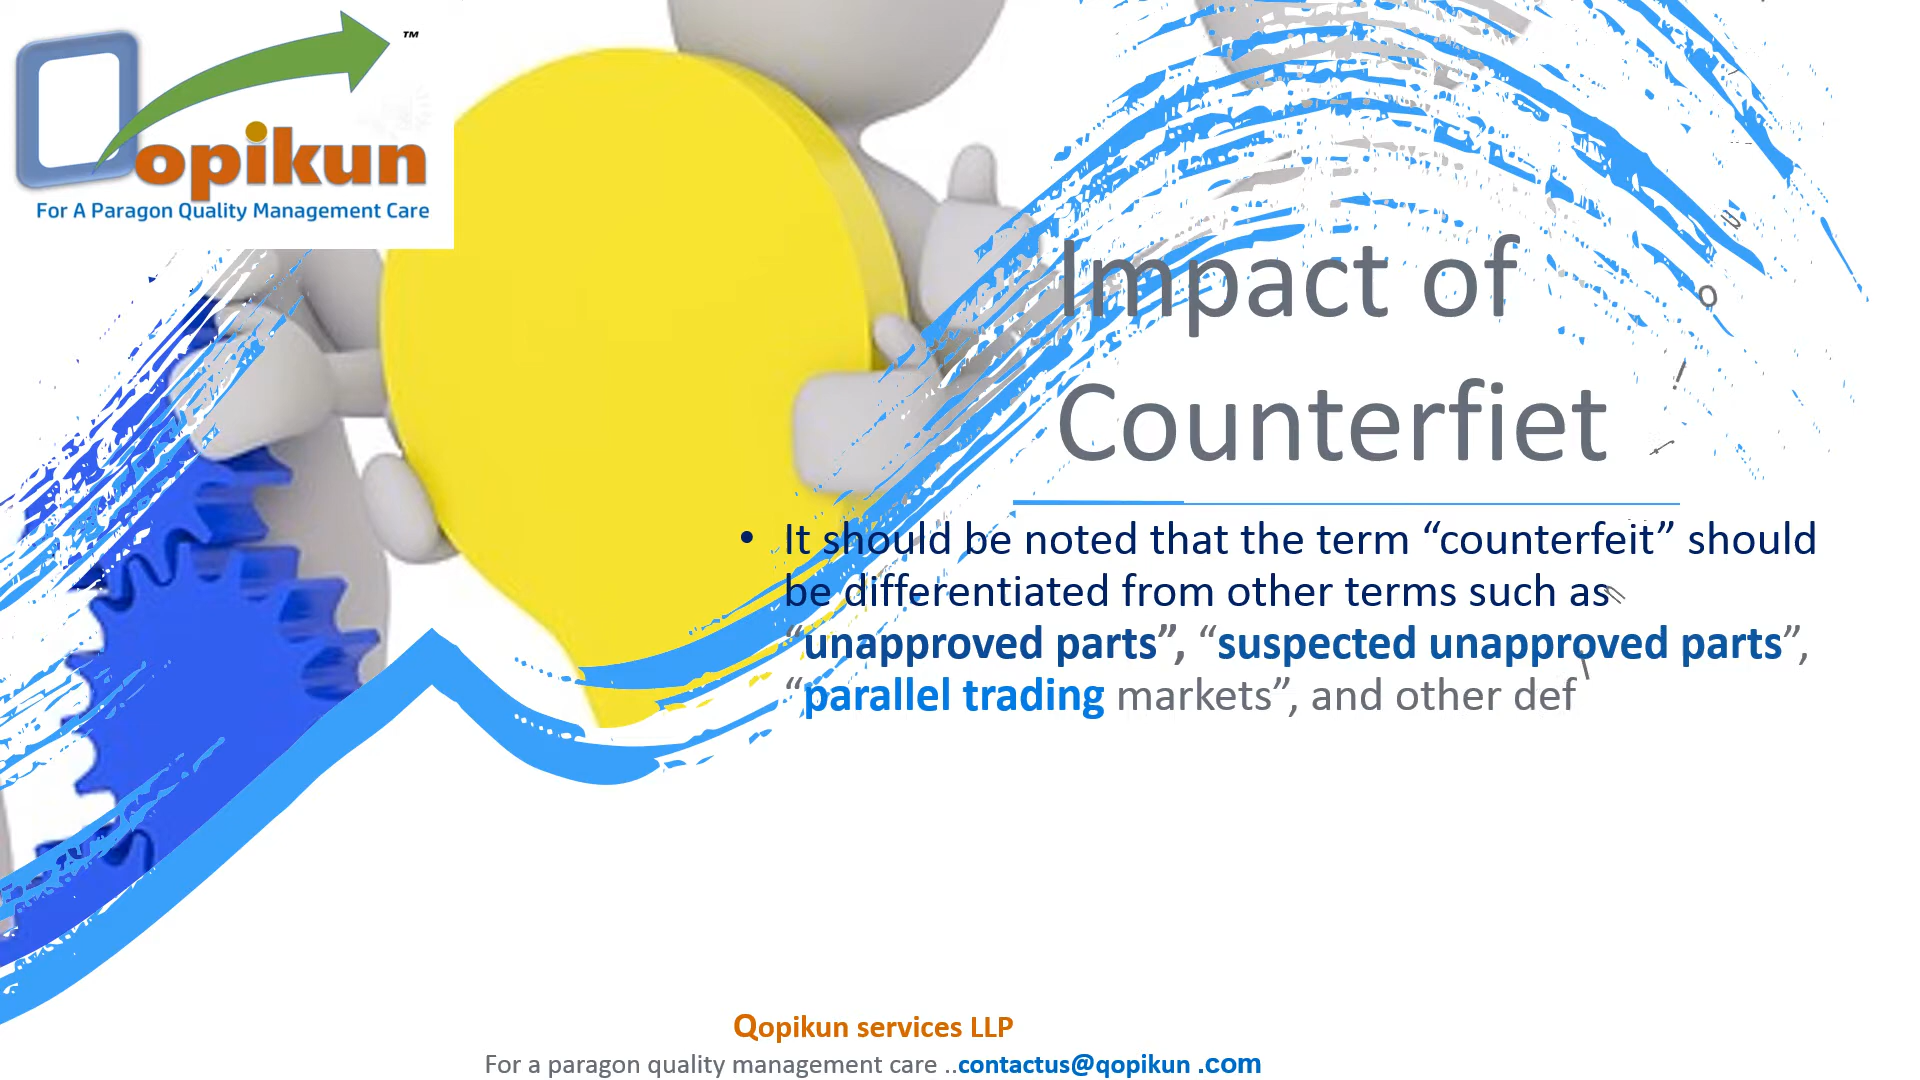 ™
opikun
For A Paragon Quality Management Care
Impact of
Counterfiet
• It should be noted that the term “counterfeit” should
be differentiated from other terms such as
“unapproved parts”, “suspected unapproved parts”,
“parallel trading markets”, and other def
Qopikun services LLP
For a paragon quality management care ..contactus@qopikun .com